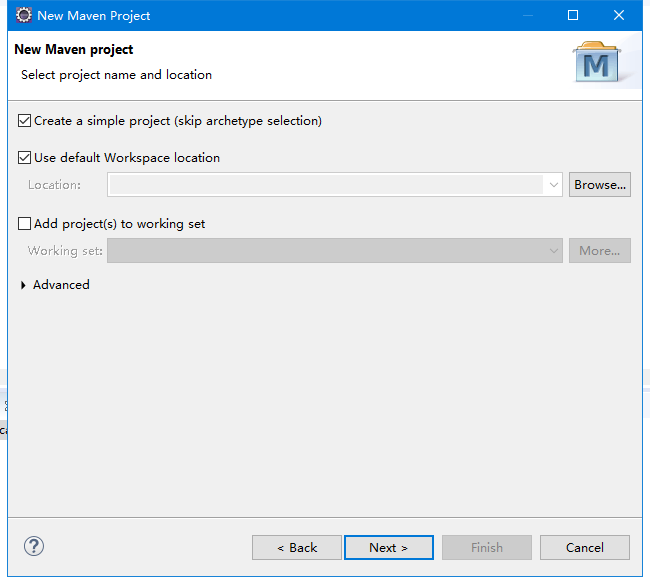 New Maven Project
New Maven project
Select project name and location
M
Create a simple project (skip archetype selection)
Use default Workspace location
Location:
Browse...
Add project(s) to working set
Working set:
More...
Advanced
?
< Back
Next >
Finish
Cancel